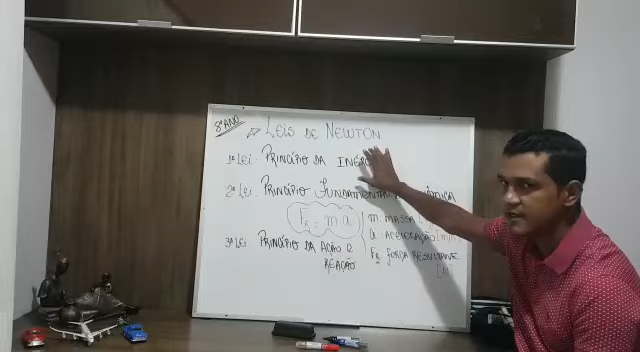 8º ANO
LEIS DE NEWTON
1ª LEI: PRINCÍPIO DA
2ª LEI: PRINCÍPIO FUNDAMENTAL
FR = m.a
m: MASSA
a: ACELERAÇÃO
3ª LEI PRINCÍPIO DA AÇÃO E
REAÇÃO
FR: FORÇA RESULTANTE
[N]